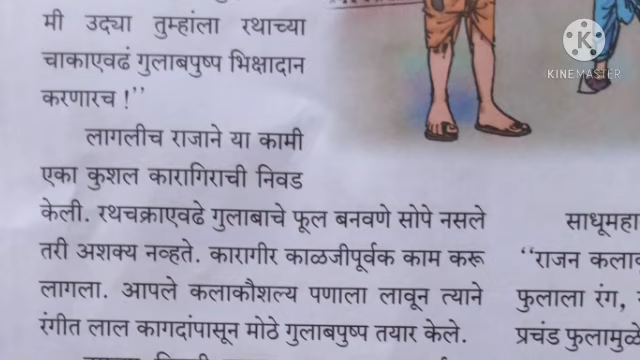 मी उद्या तुम्हांला रथाच्या
चाकाएवढं गुलाबपुष्प भिक्षादान
करणारच !’’
लागलीच राजाने या कामी
एका कुशल कारागिराची निवड
केली. रथचक्राएवढे गुलाबाचे फूल बनवणे सोपे नसले
तरी अशक्य नव्हते. कारागीर काळजीपूर्वक काम करू
लागला. आपले कलाकौशल्य पणाला लावून त्याने
रंगीत लाल कागदांपासून मोठे गुलाबपुष्प तयार केले.
साधूमहा
‘‘राजन कलाव
फुलाला रंग,
प्रचंड फुलामुळे
K
KINEMASTER